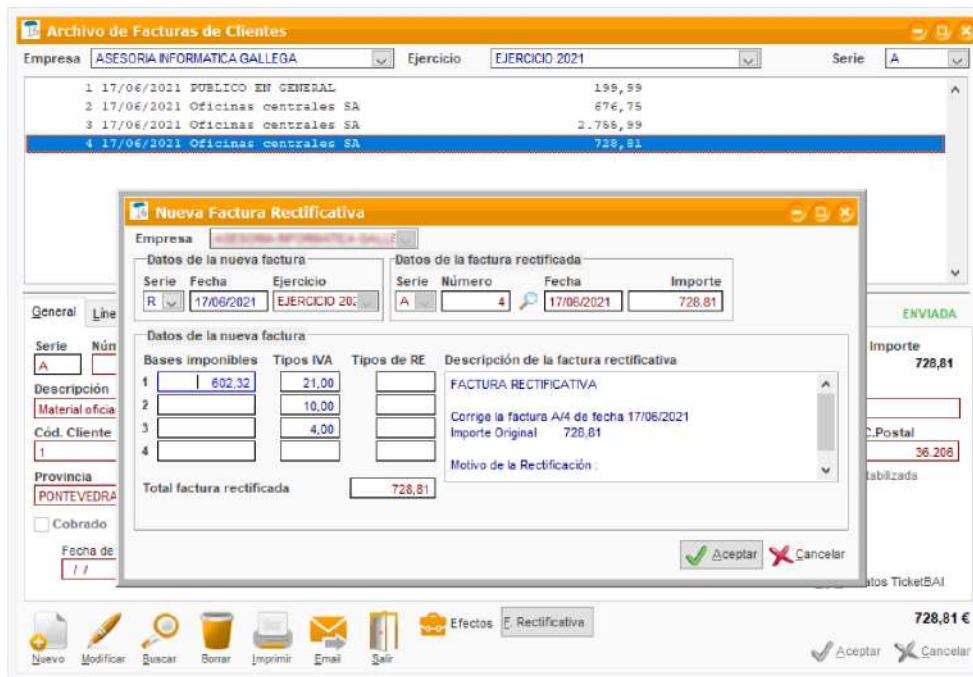 Archivo de Facturas de Clientes
Empresa ASESORIA INFORMATICA GALLEGA Ejercicio EJERCICIO 2021 Serie A
1 17/06/2021 PUBLICO EN GENERAL 199,99
2 17/06/2021 Oficinas centrales SA 676,75
3 17/06/2021 Oficinas centrales SA
4 17/06/2021 Oficinas centrales SA 728,81
Nueva Factura Rectificativa
Empresa
Datos de la nueva factura Datos de la factura rectificada
Serie Fecha Ejercicio Serie Número Fecha Importe
R 17/06/2021 EJERCICIO 202 A 4 17/06/2021 728,81
Datos de la nueva factura
Bases imponibles Tipos IVA Tipos de RE Descripción de la factura rectificativa
1 602,32 21,00 FACTURA RECTIFICATIVA
2 10,00
Corrige la factura A/4 de fecha 17/06/2021
3 4,00
Importe Original 728,81
4
Motivo de la Rectificación :
Total factura rectificada 728,81
Aceptar Cancelar
General Líne ENVIADA
Serie Núm Importe
A 728,81
Descripción
Material oficia
Cód. Cliente C.Postal
1 36.206
Provincia tabilizada
PONTEVEDRA
Cobrado
Fecha de
/ /
atos TicketBAI
728,81 €
Nuevo Modificar Buscar Borrar Imprimir Email Salir Efectos F. Rectificativa
Aceptar Cancelar